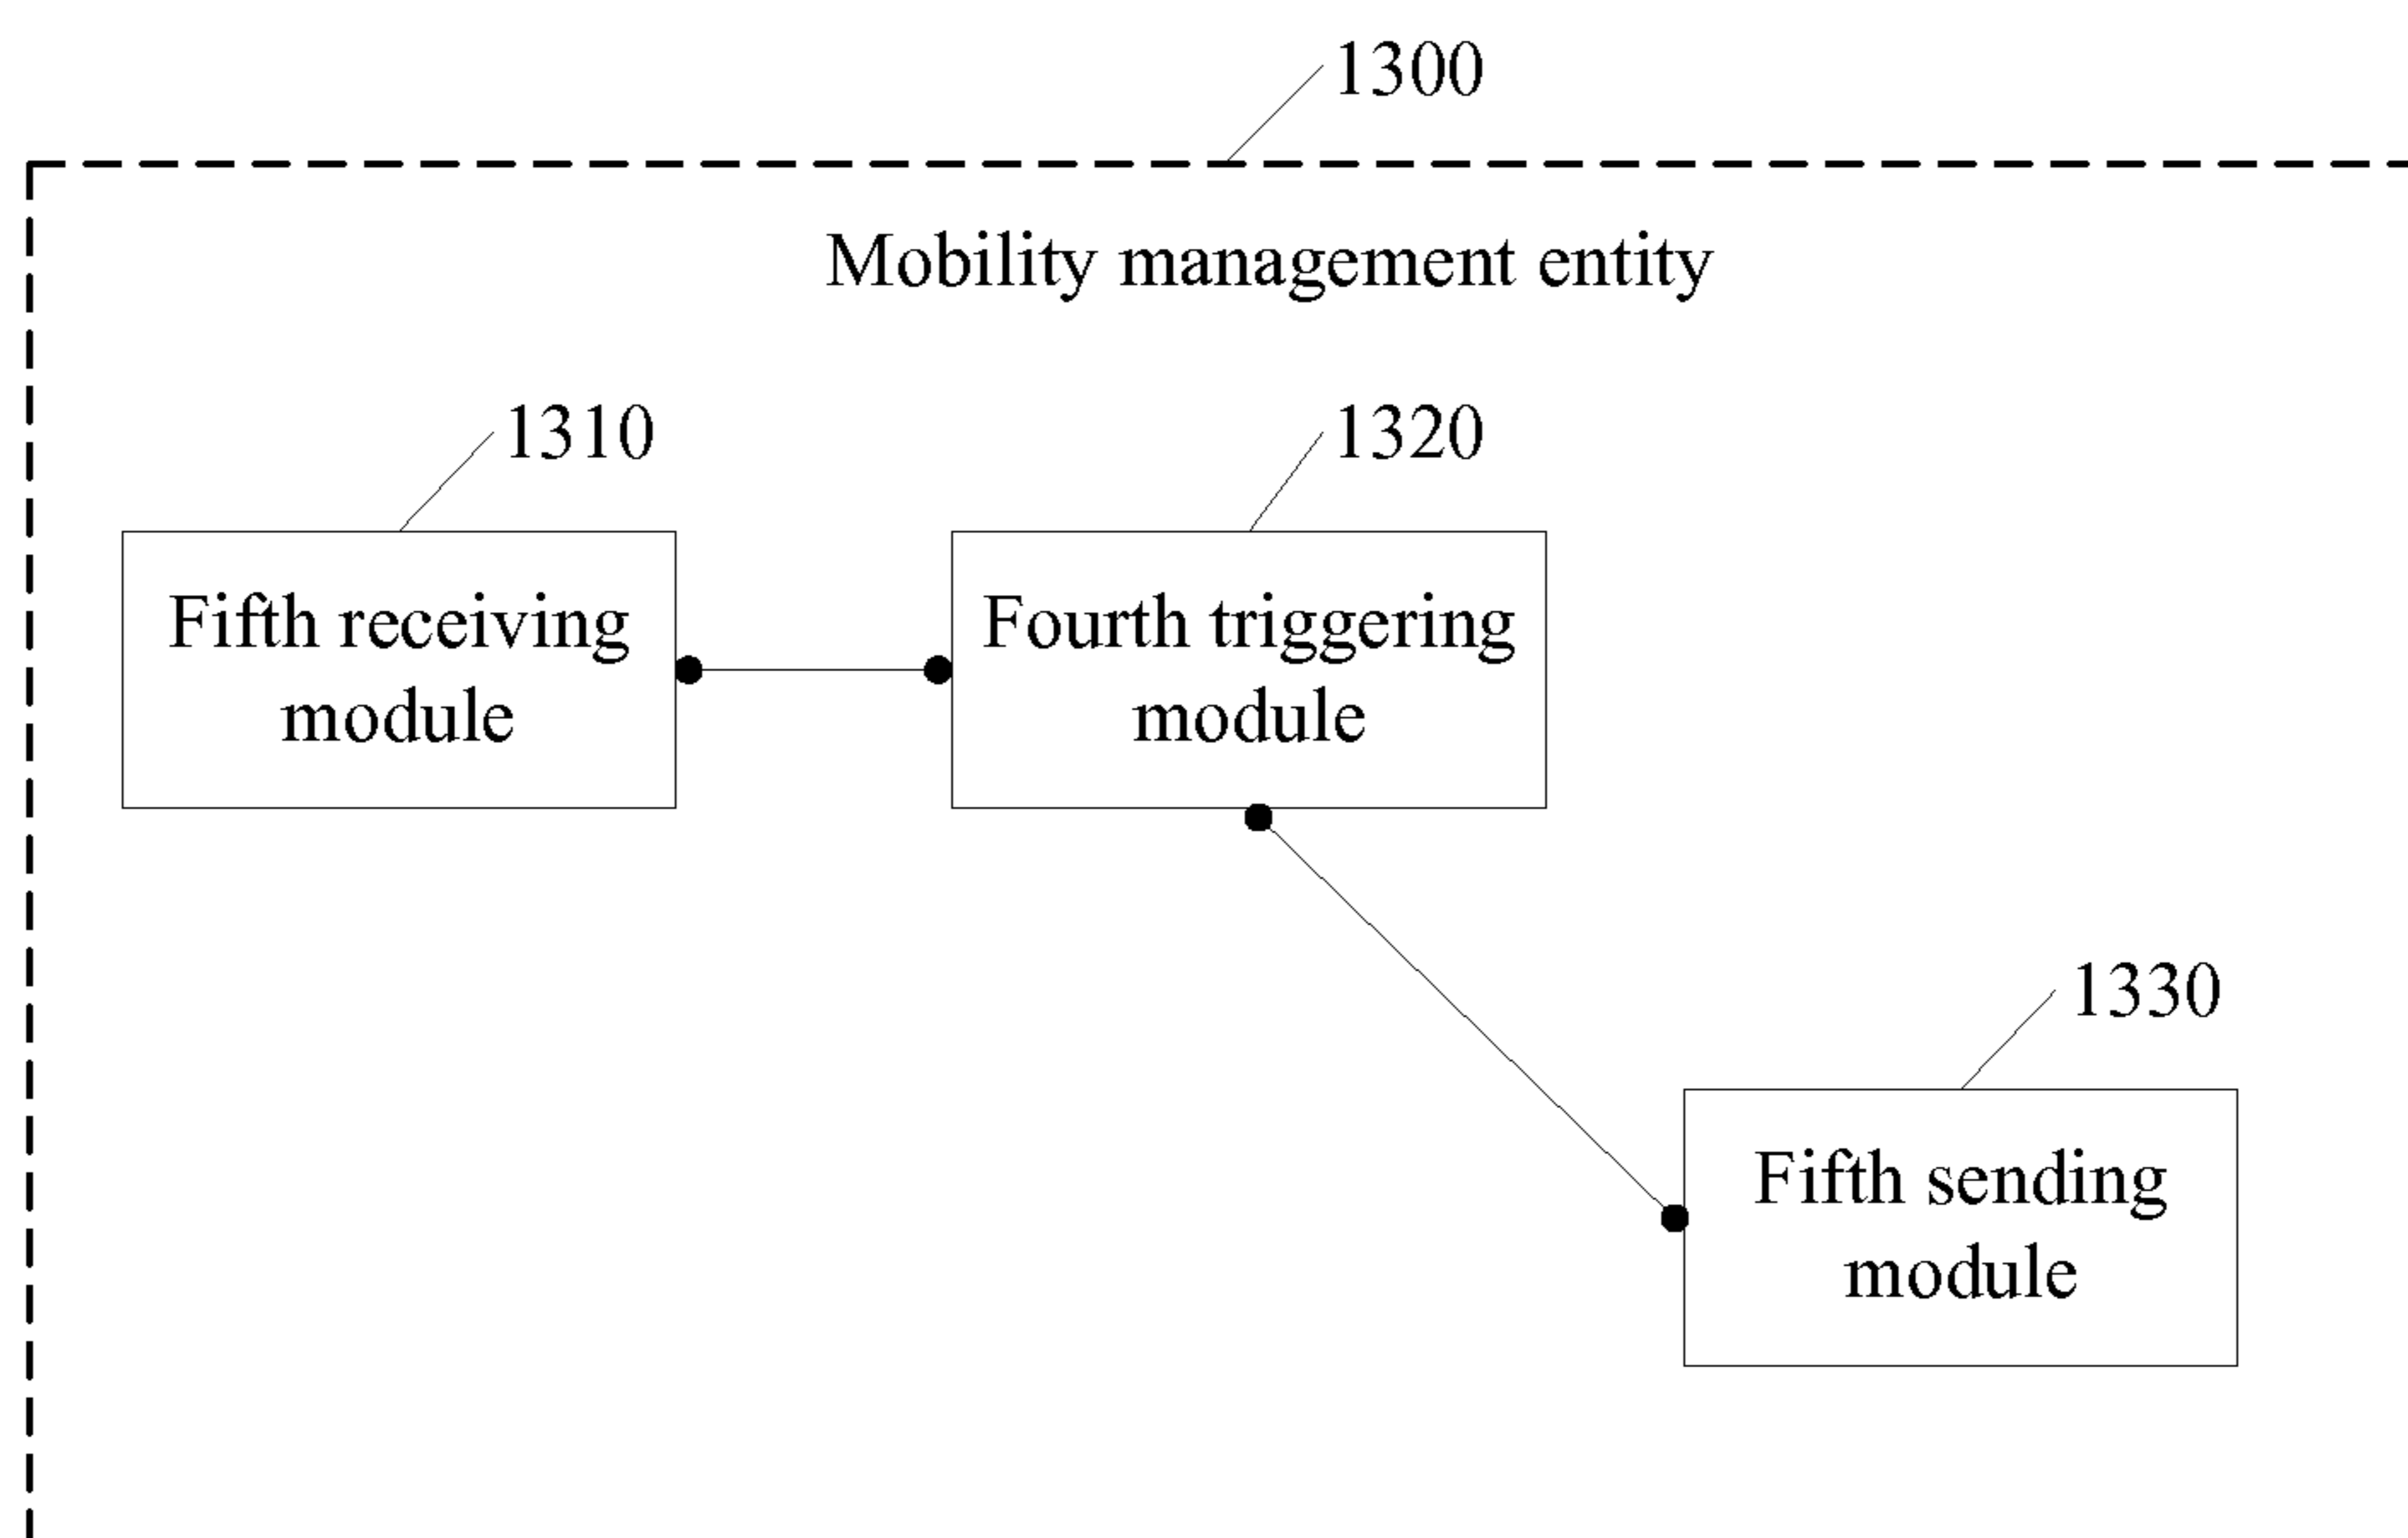 1300
Mobility management entity
1310
1320
Fifth receiving
module
Fourth triggering
module
1330
Fifth sending
module